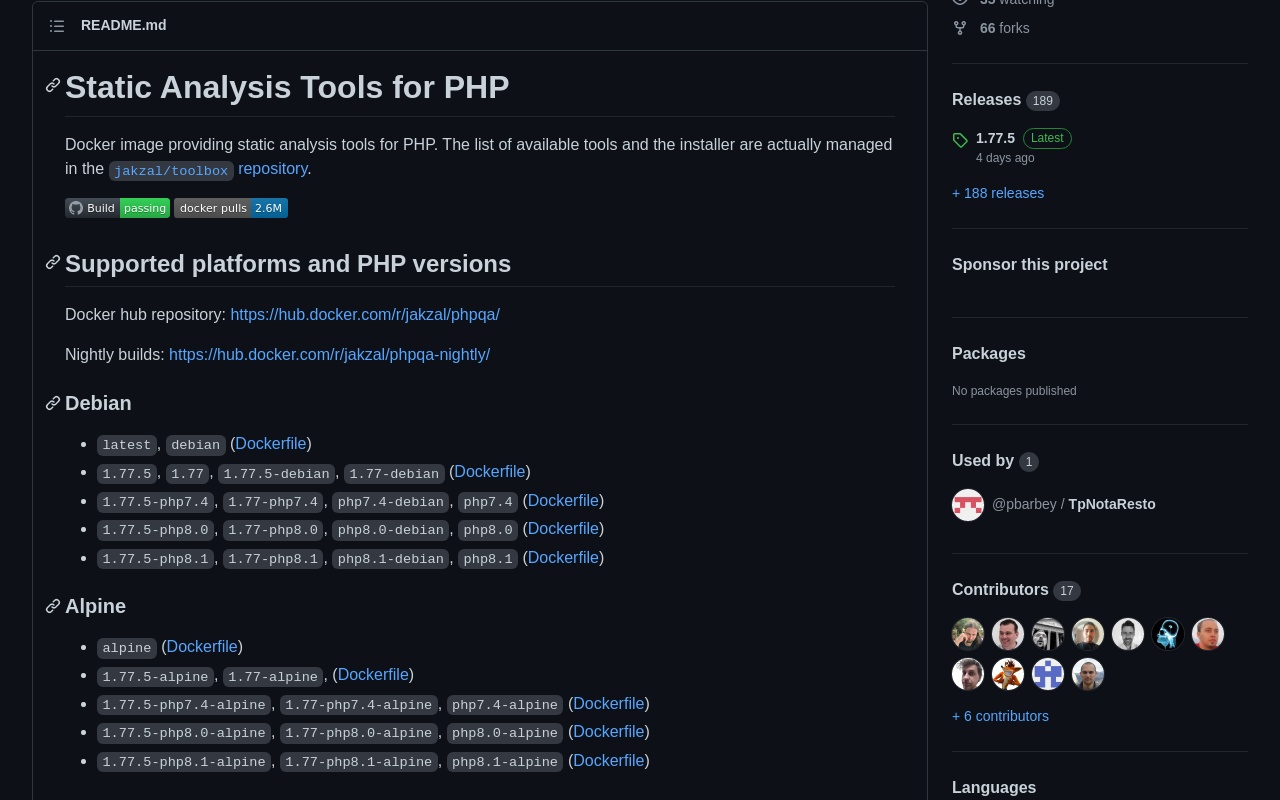 35 watching
README.md
66 forks
Static Analysis Tools for PHP
Docker image providing static analysis tools for PHP. The list of available tools and the installer are actually managed
in the jakzal/toolbox repository.
Build passing docker pulls 2.6M
Supported platforms and PHP versions
Docker hub repository: https://hub.docker.com/r/jakzal/phpqa/
Nightly builds: https://hub.docker.com/r/jakzal/phpqa-nightly/
Debian
latest, debian (Dockerfile)
1.77.5, 1.77, 1.77.5-debian, 1.77-debian (Dockerfile)
1.77.5-php7.4, 1.77-php7.4, php7.4-debian, php7.4 (Dockerfile)
1.77.5-php8.0, 1.77-php8.0, php8.0-debian, php8.0 (Dockerfile)
1.77.5-php8.1, 1.77-php8.1, php8.1-debian, php8.1 (Dockerfile)
Alpine
alpine (Dockerfile)
1.77.5-alpine, 1.77-alpine, (Dockerfile)
1.77.5-php7.4-alpine, 1.77-php7.4-alpine, php7.4-alpine (Dockerfile)
1.77.5-php8.0-alpine, 1.77-php8.0-alpine, php8.0-alpine (Dockerfile)
1.77.5-php8.1-alpine, 1.77-php8.1-alpine, php8.1-alpine (Dockerfile)
Releases 189
1.77.5 Latest
4 days ago
+ 188 releases
Sponsor this project
Packages
No packages published
Used by 1
@pbarbey / TpNotaResto
Contributors 17
+ 6 contributors
Languages